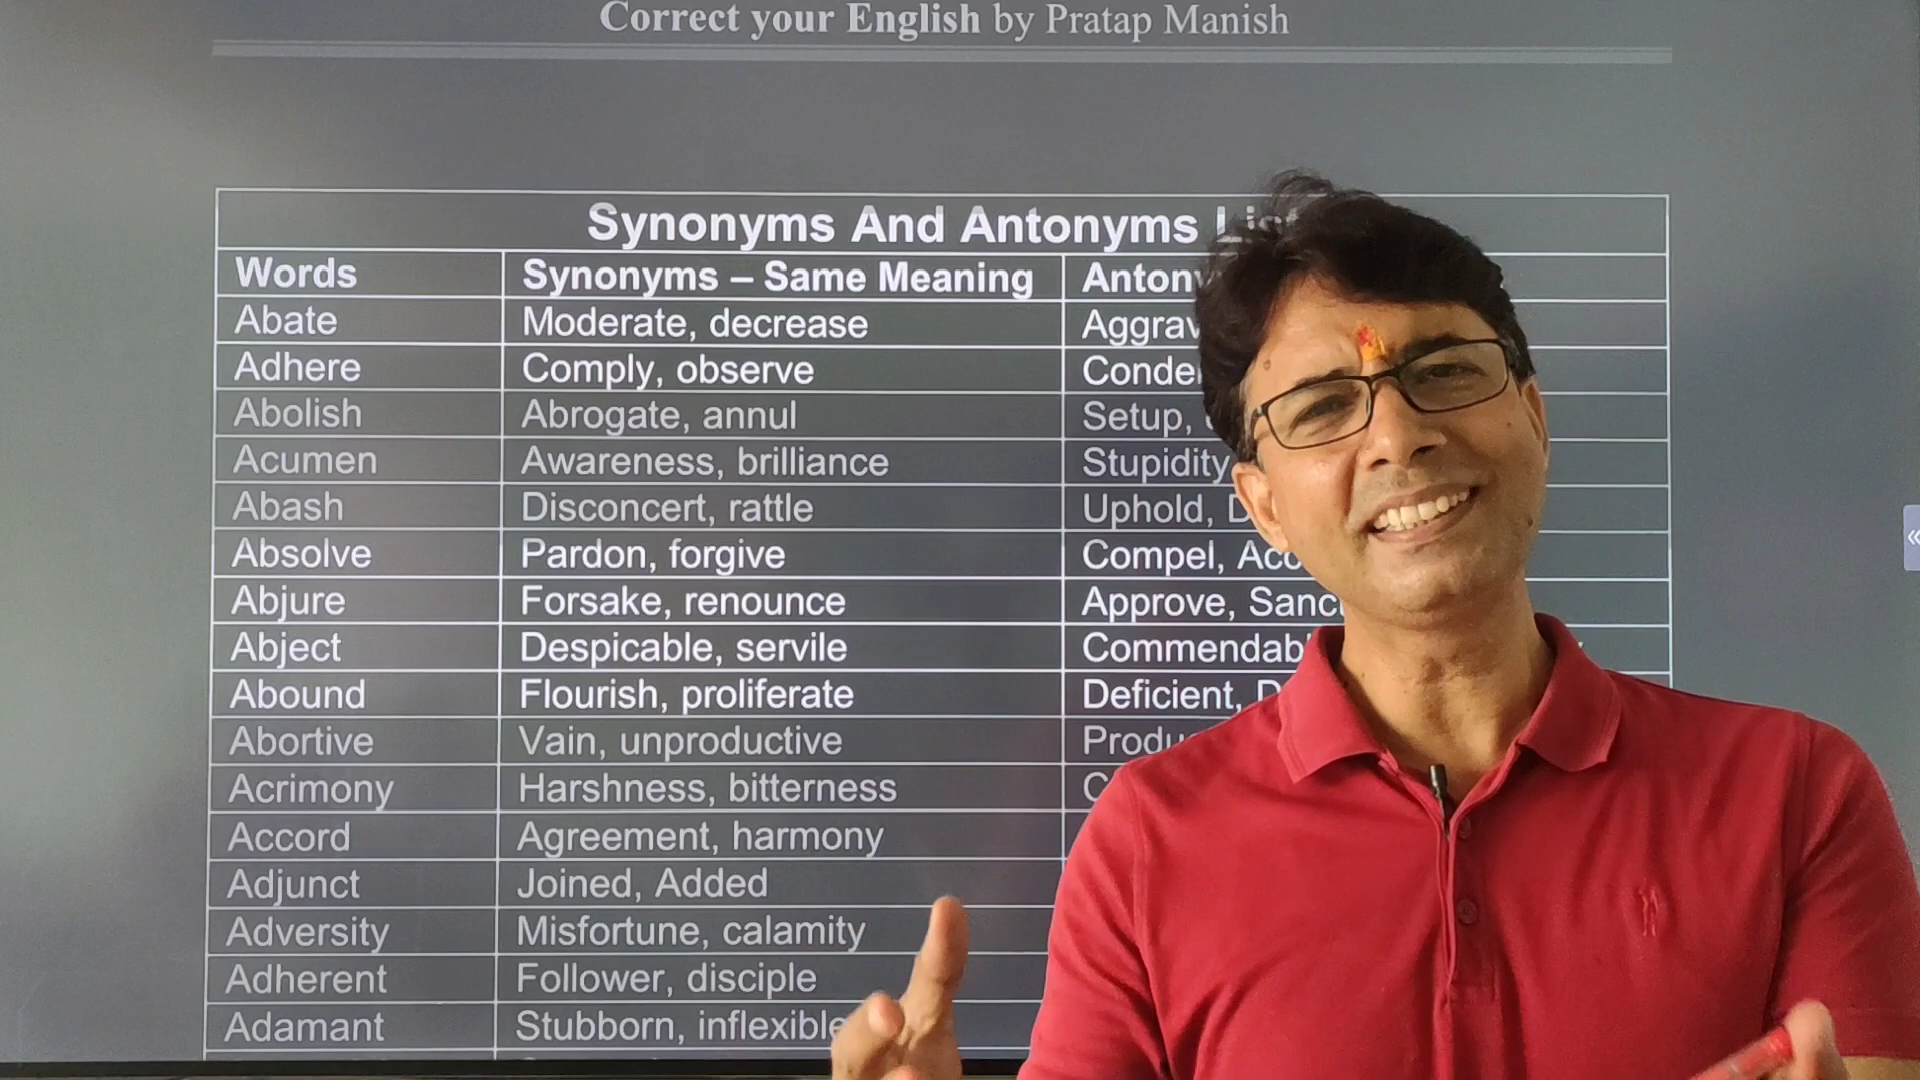 Correct your English by Pratap Manish
Synonyms And Antonyms
Words Synonyms – Same Meaning
Abate Moderate, decrease
Adhere Comply, observe
Abolish Abrogate, annul Setup,
Acumen Awareness, brilliance Stupidity
Abash Disconcert, rattle Uphold,
Absolve Pardon, forgive Compel,
Abjure Forsake, renounce Approve,
Abject Despicable, servile
Abound Flourish, proliferate Deficient,
Abortive Vain, unproductive
Acrimony Harshness, bitterness
Accord Agreement, harmony
Adjunct Joined, Added
Adversity Misfortune, calamity
Adherent Follower, disciple
Adamant Stubborn, inflexible
«